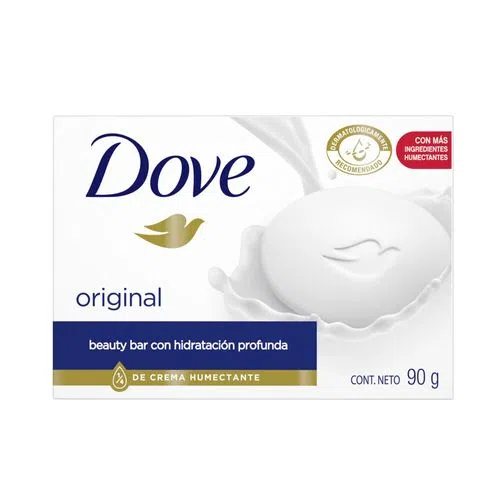 Dove
DERMATOLÓGICAMENTE
RECOMENDADO
CON MÁS
INGREDIENTES
HUMECTANTES
original
beauty bar con hidratación profunda
1/4
DE CREMA HUMECTANTE
CONT. NETO 90 g